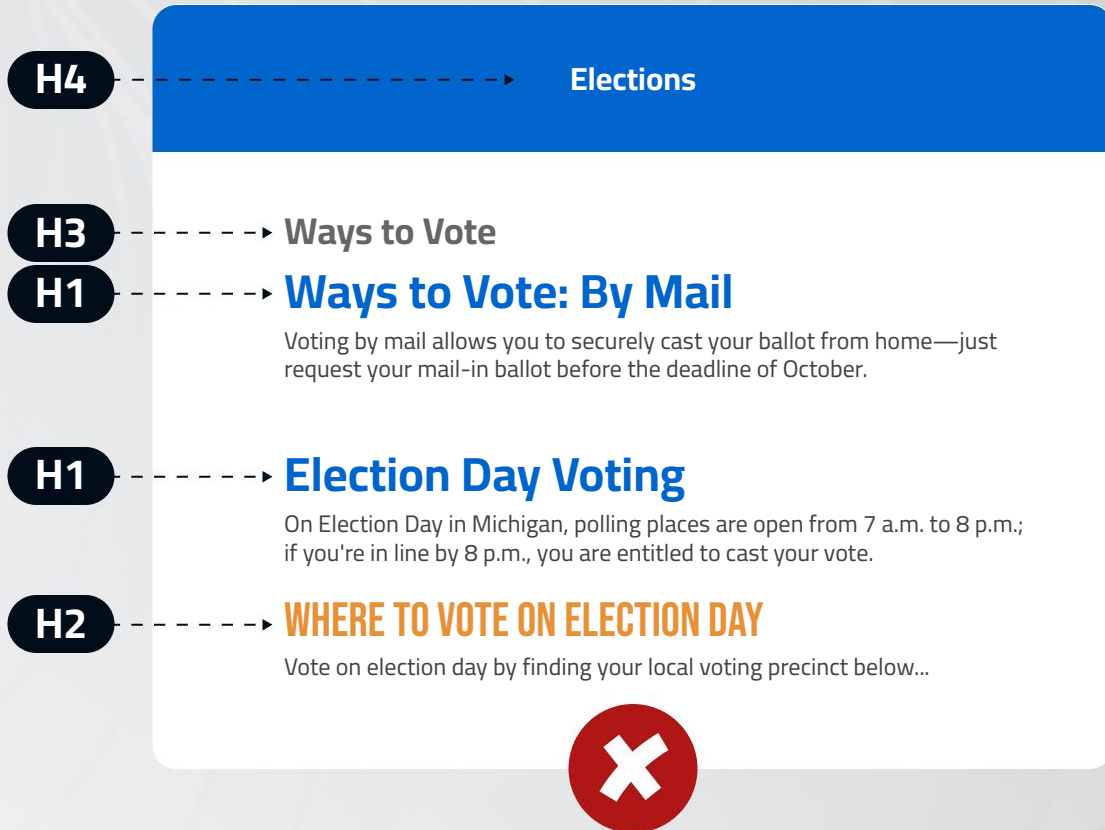 H4
Elections
H3
Ways to Vote
H1
Ways to Vote: By Mail
Voting by mail allows you to securely cast your ballot from home—just
request your mail-in ballot before the deadline of October.
H1
Election Day Voting
On Election Day in Michigan, polling places are open from 7 a.m. to 8 p.m.;
if you're in line by 8 p.m., you are entitled to cast your vote.
H2
WHERE TO VOTE ON ELECTION DAY
Vote on election day by finding your local voting precinct below...